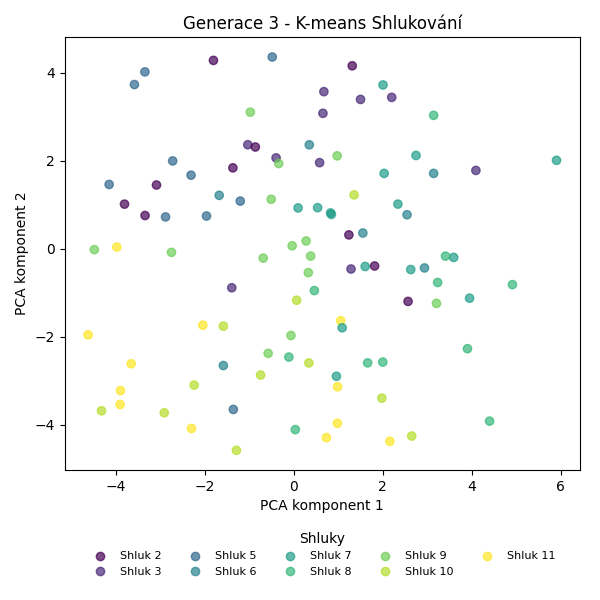 Generace 3 - K-means Shlukování
PCA komponent 2
4
2
0
−2
−4
−4 −2 0 2 4 6
PCA komponent 1
Shluky
Shluk 2 Shluk 5 Shluk 7 Shluk 9 Shluk 11
Shluk 3 Shluk 6 Shluk 8 Shluk 10